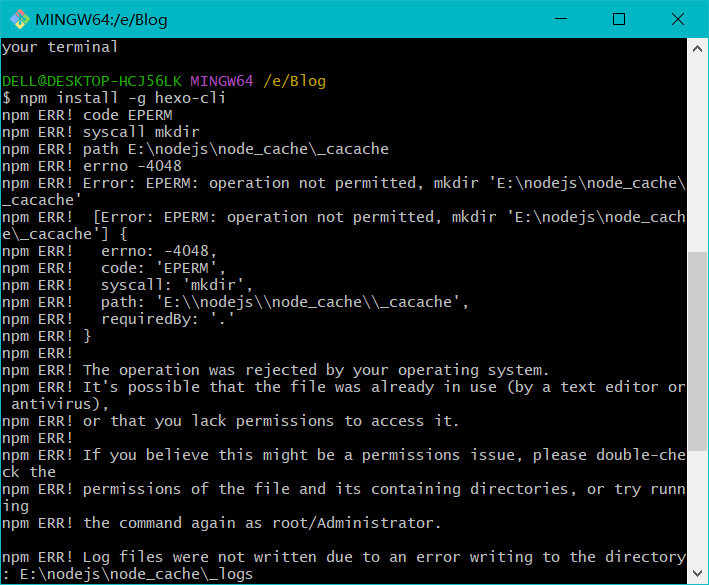 MINGW64:/e/Blog
your terminal
DELL@DESKTOP-HCJ56LK MINGW64 /e/Blog
$ npm install -g hexo-cli
npm ERR! code EPERM
npm ERR! syscall mkdir
npm ERR! path E:\nodejs\node_cache\_cacache
npm ERR! errno -4048
npm ERR! Error: EPERM: operation not permitted, mkdir 'E:\nodejs\node_cache\
_cacache'
npm ERR!  [Error: EPERM: operation not permitted, mkdir 'E:\nodejs\node_cach
e\_cacache'] {
npm ERR!   errno: -4048,
npm ERR!   code: 'EPERM',
npm ERR!   syscall: 'mkdir',
npm ERR!   path: 'E:\\nodejs\\node_cache\\_cacache',
npm ERR!   requiredBy: '.'
npm ERR! }
npm ERR!
npm ERR! The operation was rejected by your operating system.
npm ERR! It's possible that the file was already in use (by a text editor or
 antivirus),
npm ERR! or that you lack permissions to access it.
npm ERR!
npm ERR! If you believe this might be a permissions issue, please double-che
ck the
npm ERR! permissions of the file and its containing directories, or try runn
ing
npm ERR! the command again as root/Administrator.
npm ERR! Log files were not written due to an error writing to the directory
: E:\nodejs\node_cache\_logs